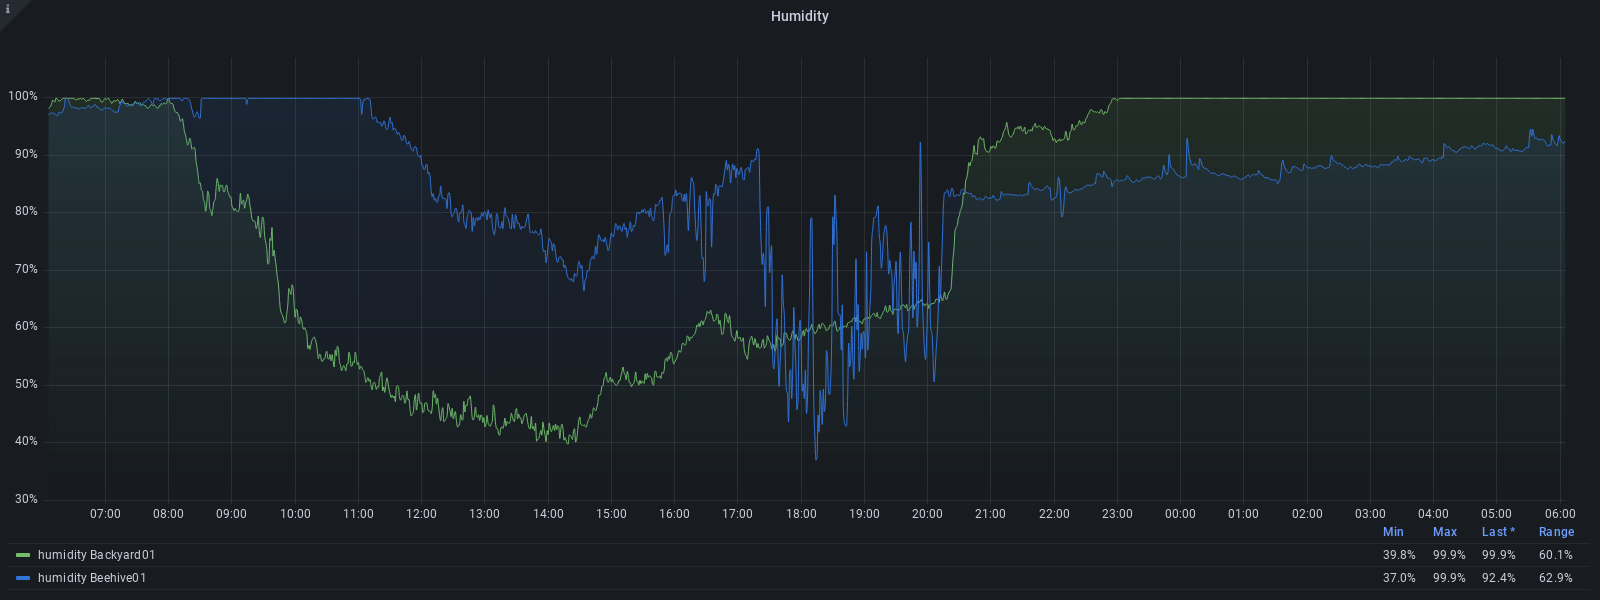 i
Humidity
100%
90%
80%
70%
60%
50%
40%
30%
07:00 08:00 09:00 10:00 11:00 12:00 13:00 14:00 15:00 16:00 17:00 18:00 19:00 20:00 21:00 22:00 23:00 00:00 01:00 02:00 03:00 04:00 05:00 06:00
Min Max Last * Range
humidity Backyard01 39.8% 99.9% 99.9% 60.1%
humidity Beehive01 37.0% 99.9% 92.4% 62.9%